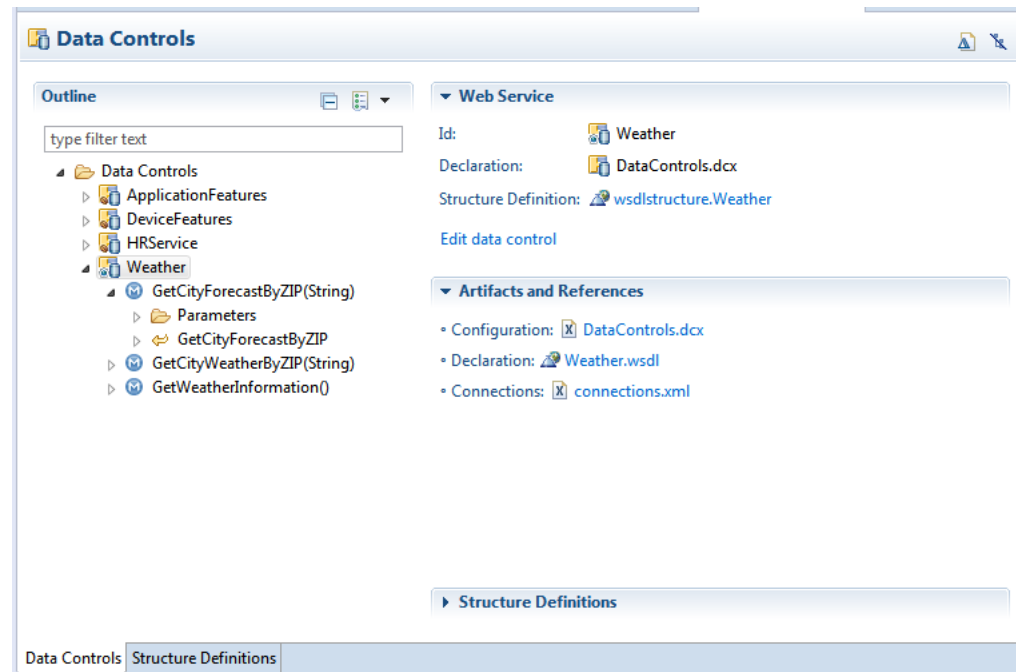 Data Controls
Outline
type filter text
Data Controls
ApplicationFeatures
DeviceFeatures
HRService
Weather
GetCityForecastByZIP(String)
Parameters
GetCityForecastByZIP
GetCityWeatherByZIP(String)
GetWeatherInformation()
Web Service
Id: Weather
Declaration: DataControls.dcx
Structure Definition: wsdlstructure.Weather
Edit data control
Artifacts and References
Configuration: DataControls.dcx
Declaration: Weather.wsdl
Connections: connections.xml
Structure Definitions
Data Controls Structure Definitions